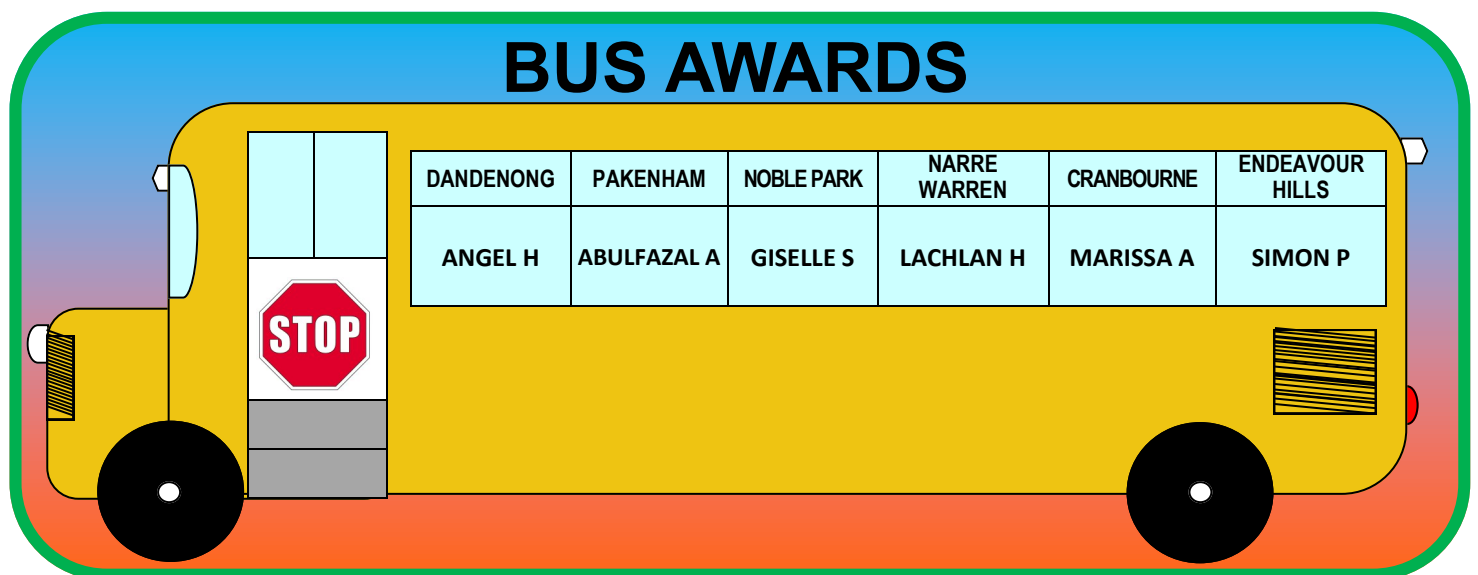 BUS AWARDS
DANDENONG PAKENHAM NOBLE PARK NARRE WARREN CRANBOURNE ENDEAVOUR HILLS
ANGEL H ABULFAZAL A GISELLE S LACHLAN H MARISSA A SIMON P
STOP